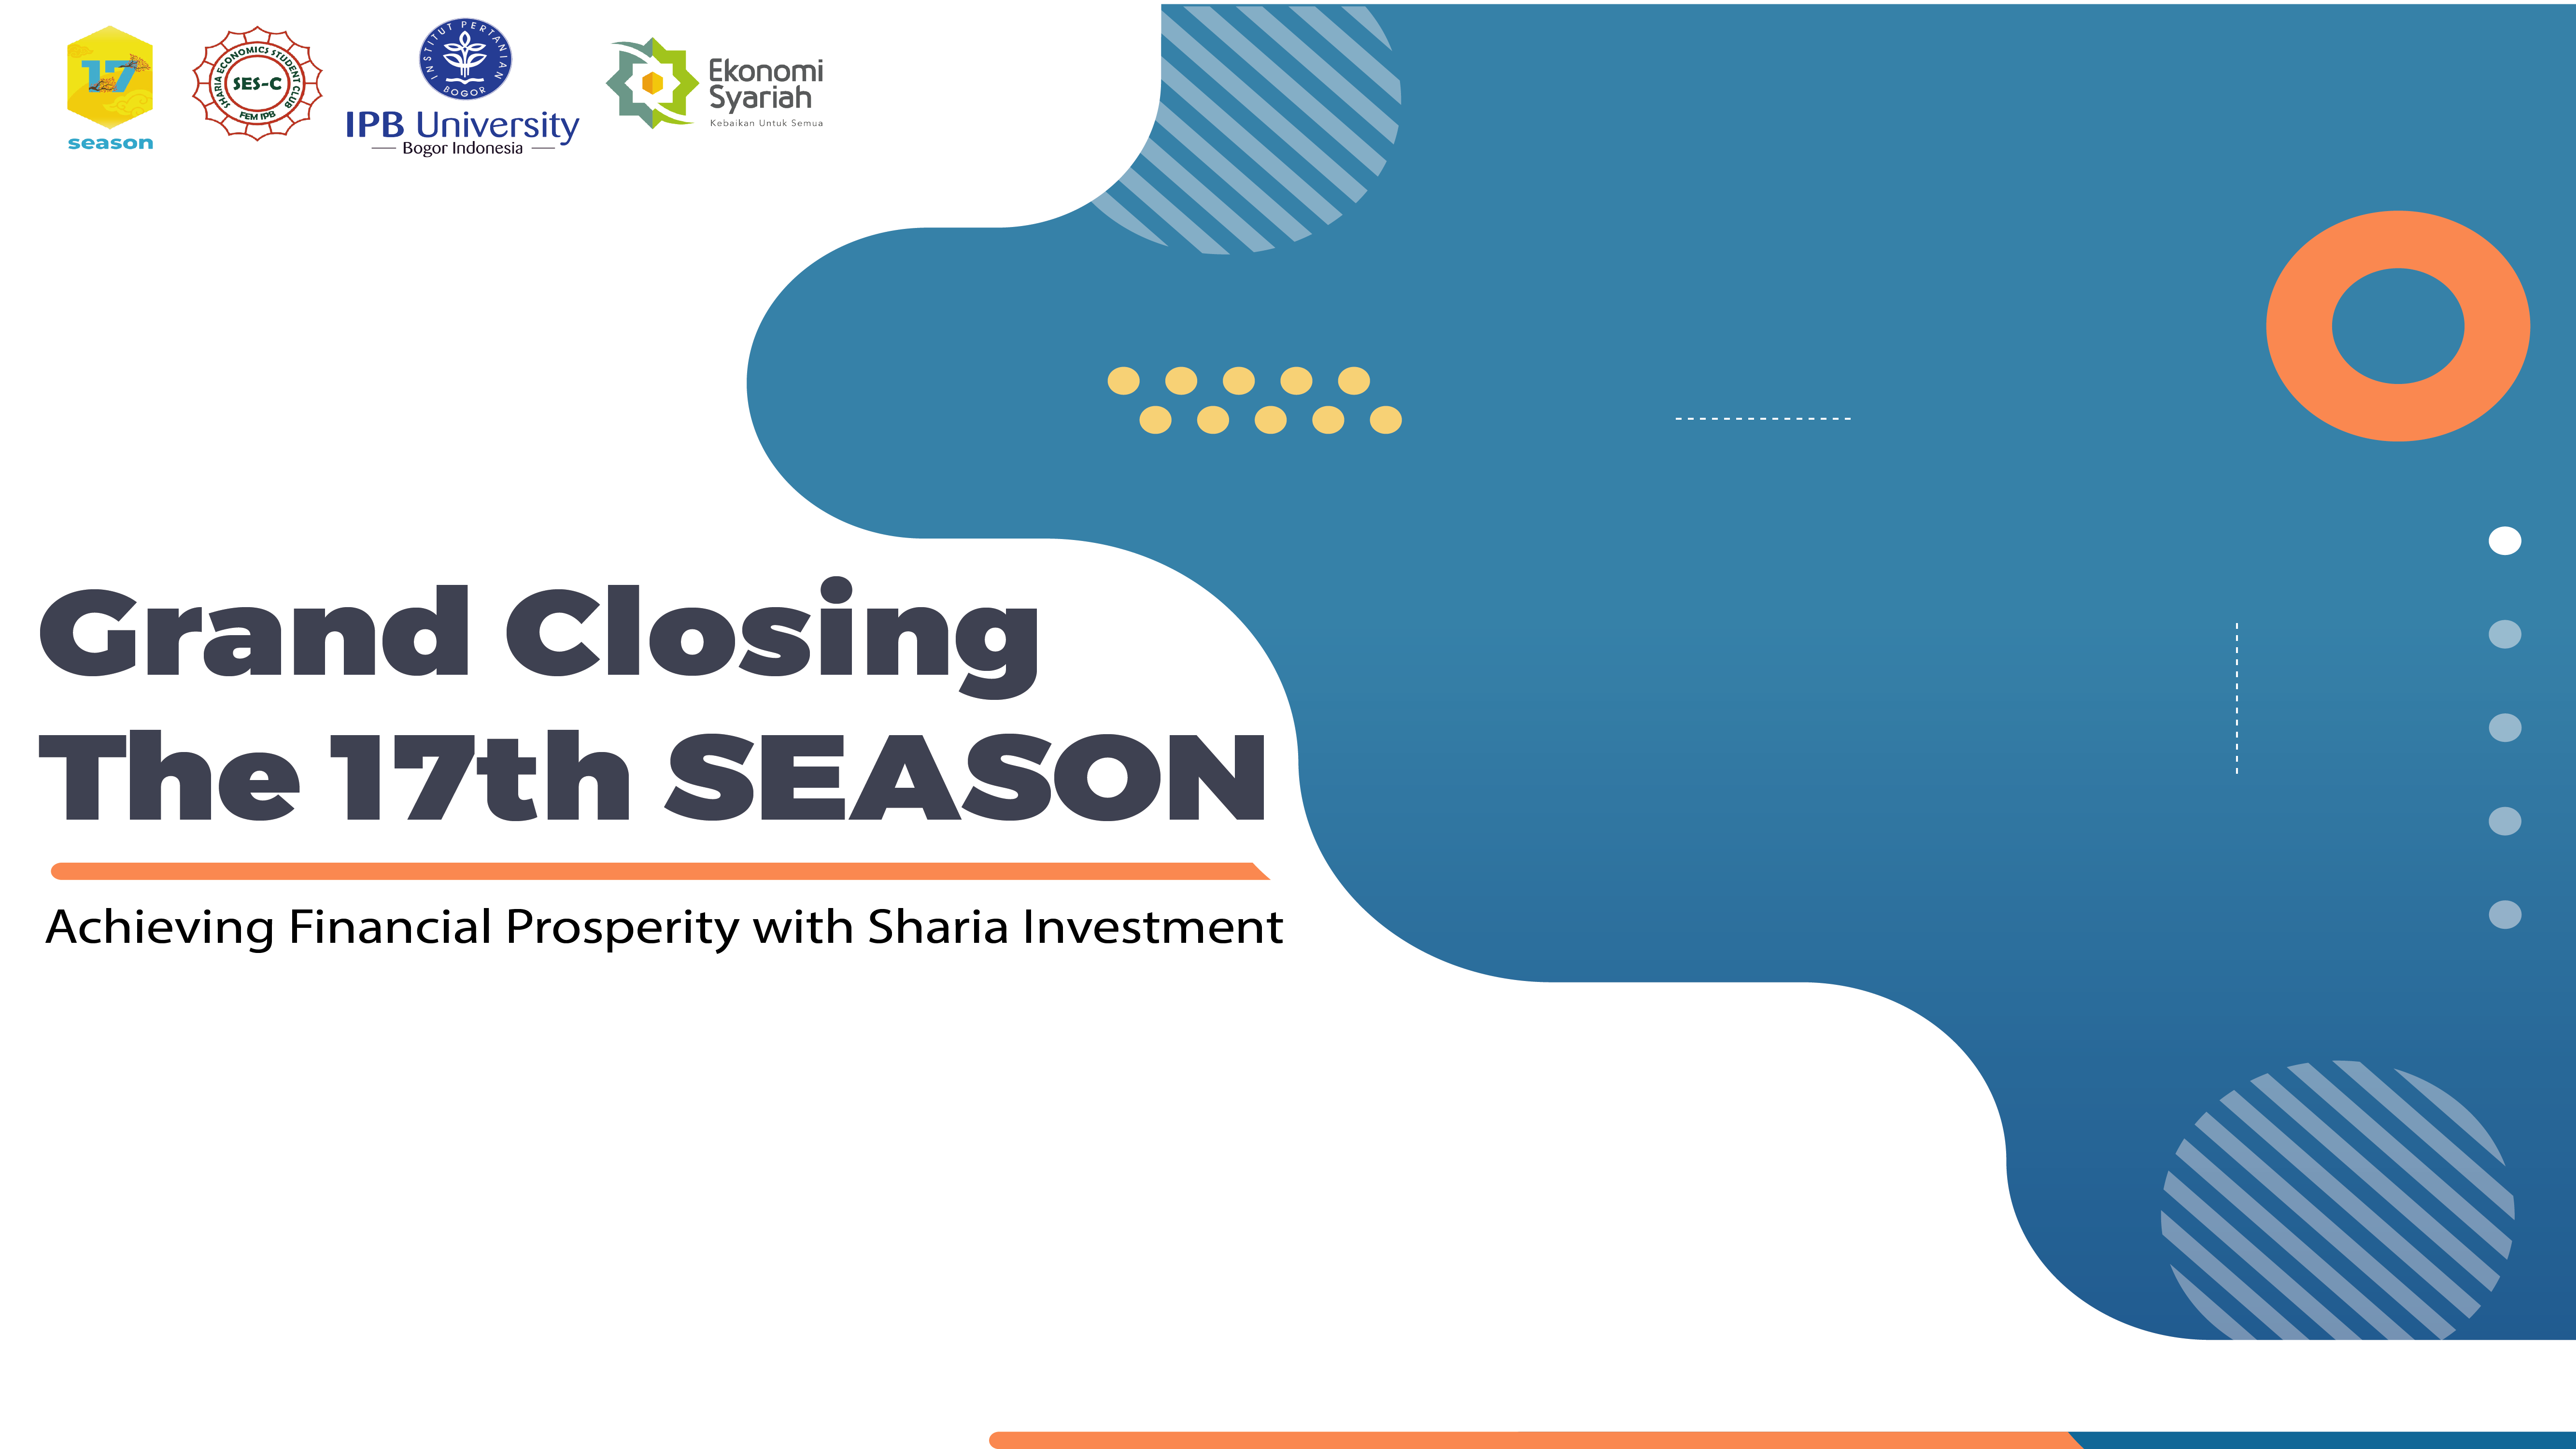 17
season
SHARIA ECONOMICS STUDENT CLUB
SES-C
FEM IPB
INSTITUT PERTANIAN
BOGOR
IPB University
Bogor Indonesia
Ekonomi
Syariah
Kebaikan Untuk Semua
Grand Closing
The 17th SEASON
Achieving Financial Prosperity with Sharia Investment